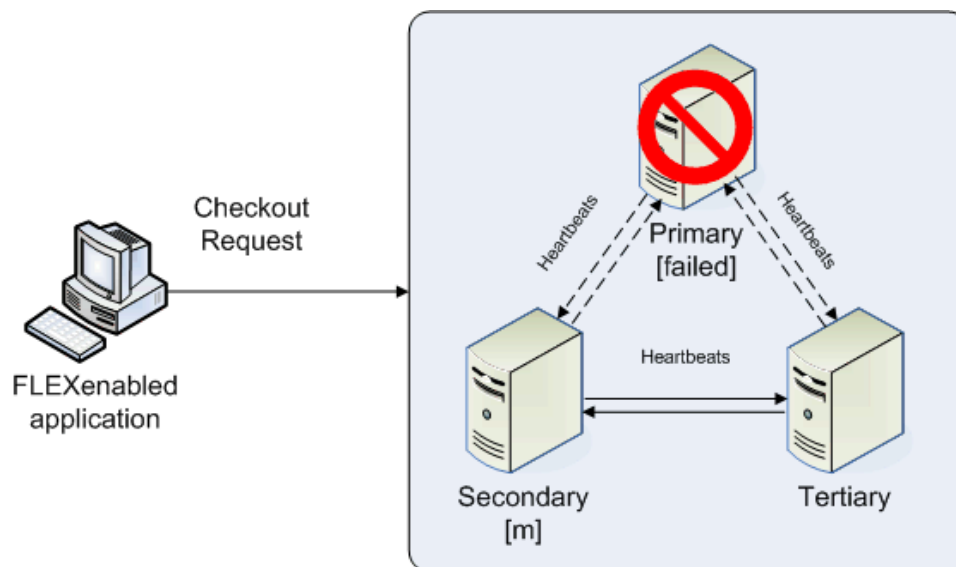 Checkout
Request
FLEXenabled
application
Primary
[failed]
Heartbeats
Heartbeats
Heartbeats
Secondary
[m]
Tertiary